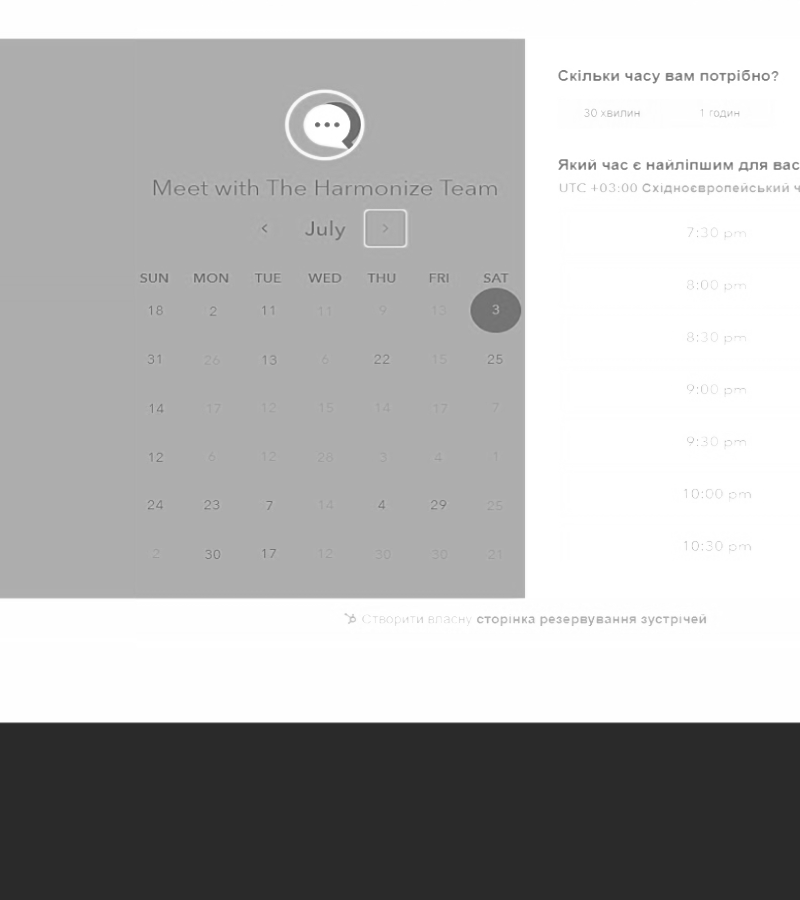 Meet with The Harmonize Team
July
SUN MON TUE WED THU FRI SAT
18 2 11 11 9 13 3
31 26 13 6 22 15 25
14 17 12 15 14 17 7
12 6 12 28 3 4 1
24 23 7 14 4 29 25
2 30 17 12 30 30 21
Скільки часу вам потрібно?
30 хвилин 1 годин
Який час є найліпшим для вас
UTC +03:00 Східноєвропейський ч
7:30 pm
8:00 pm
8:30 pm
9:00 pm
9:30 pm
10:00 pm
10:30 pm
Створити власну сторінка резервування зустрічей